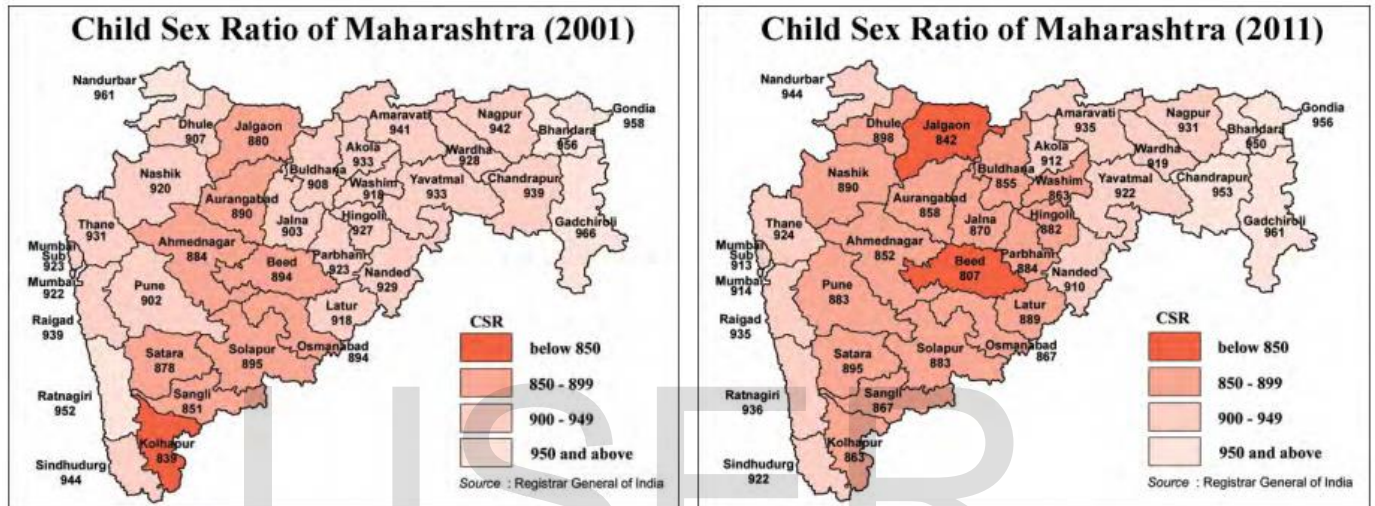 Child Sex Ratio of Maharashtra (2001)
Nandurbar
961
Dhule
907
Jalgaon
880
Amaravati
941
Nagpur
942
Gondia
958
Bhandara
956
Akola
933
Wardha
928
Buldhana
908
Washim
918
Yavatmal
933
Chandrapur
939
Nashik
920
Aurangabad
890
Jalna
903
Hingoli
927
Gadchiroli
966
Thane
931
Ahmednagar
884
Beed
894
Parbhani
923
Nanded
929
Mumbai
Sub
923
Mumbai
922
Pune
902
Latur
918
Raigad
939
Osmanabad
894
Satara
878
Solapur
895
Sangli
851
Ratnagiri
952
Kolhapur
839
Sindhudurg
944
CSR
below 850
850 - 899
900 - 949
950 and above
Source : Registrar General of India
Child Sex Ratio of Maharashtra (2011)
Nandurbar
944
Dhule
898
Jalgaon
842
Amaravati
935
Nagpur
931
Gondia
956
Bhandara
950
Akola
912
Wardha
919
Buldhana
855
Washim
863
Yavatmal
922
Chandrapur
953
Nashik
890
Aurangabad
858
Jalna
870
Hingoli
882
Gadchiroli
961
Thane
924
Ahmednagar
852
Beed
807
Parbhani
884
Nanded
910
Mumbai
Sub
913
Mumbai
914
Pune
883
Latur
889
Raigad
935
Osmanabad
867
Satara
895
Solapur
883
Sangli
867
Ratnagiri
936
Kolhapur
863
Sindhudurg
922
CSR
below 850
850 - 899
900 - 949
950 and above
Source : Registrar General of India
IJSER